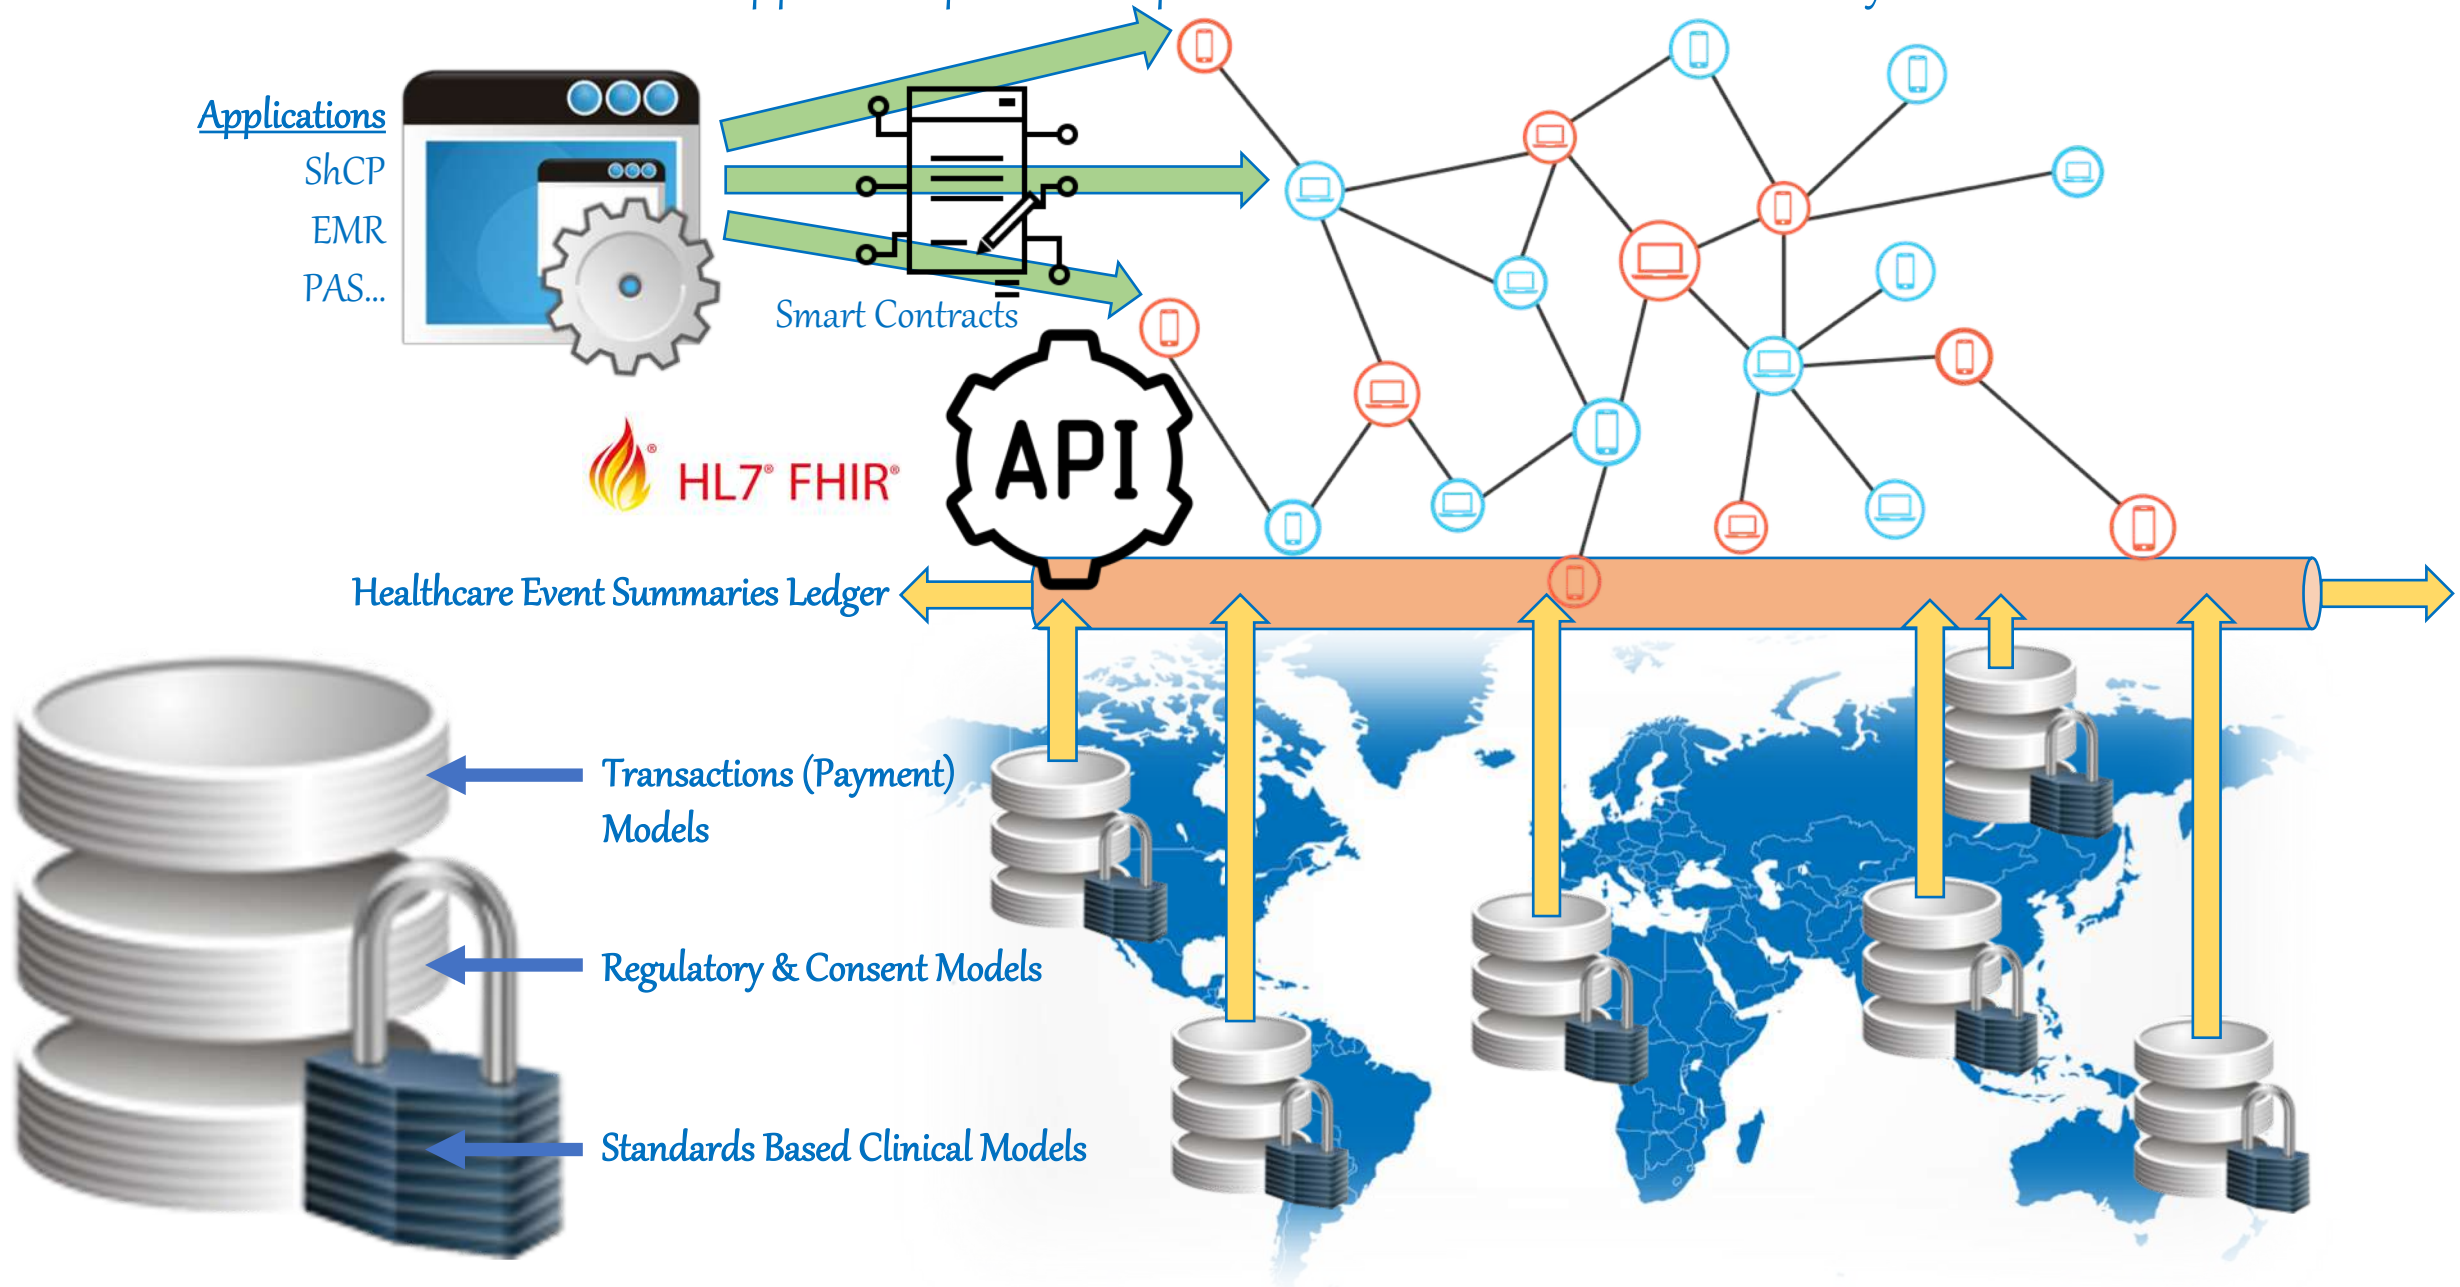 Applications
ShCP
EMR
PAS...
Smart Contracts
API
HL7® FHIR®
Healthcare Event Summaries Ledger
Transactions (Payment)
Models
Regulatory & Consent Models
Standards Based Clinical Models